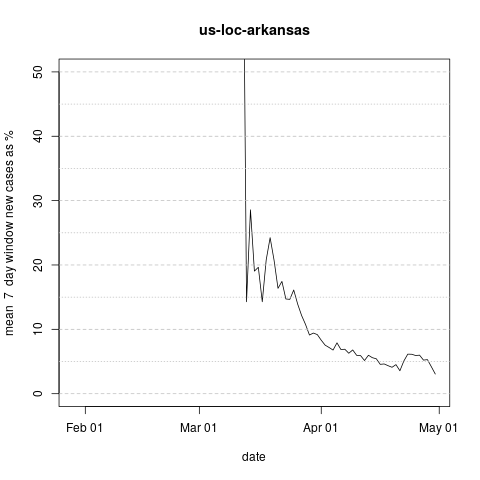 us-loc-arkansas
mean  7  day window new cases as %
50
40
30
20
10
0
Feb 01
Mar 01
Apr 01
May 01
date